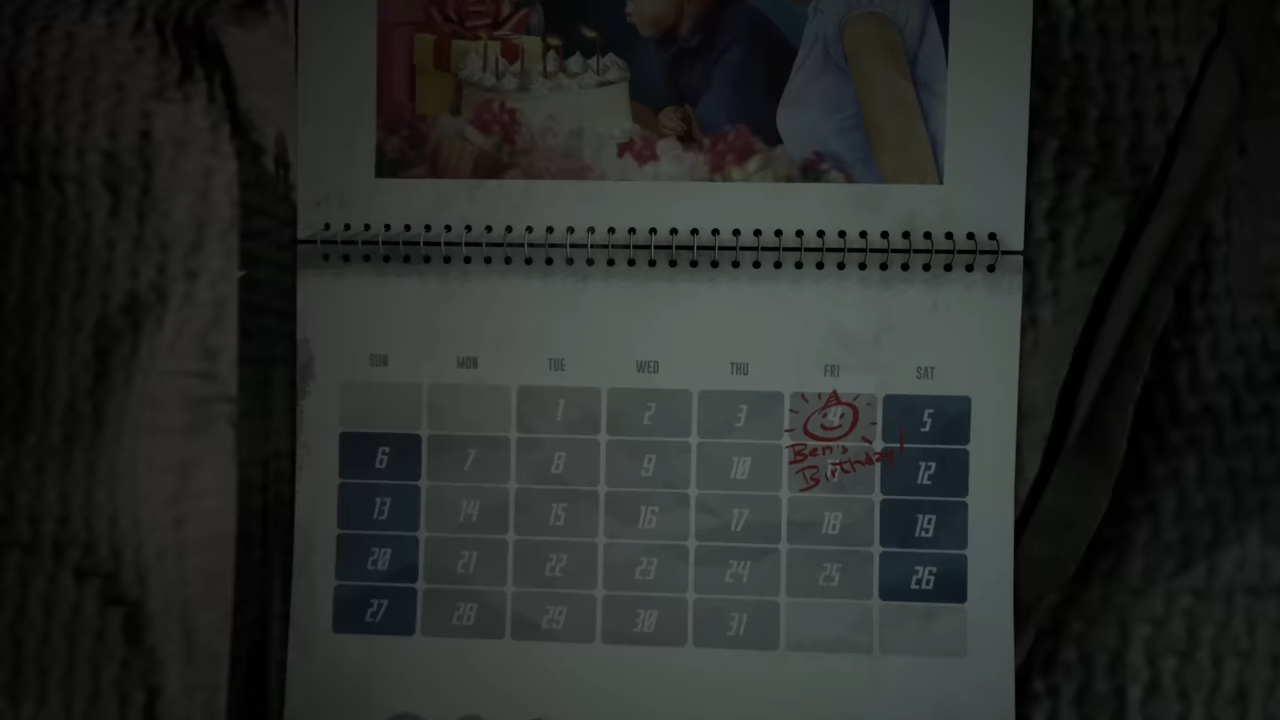 SUN MON TUE WED THU FRI SAT
1 2 3 4 5
6 7 8 9 10 12
Ben's
Birthday!
13 14 15 16 17 18 19
20 21 22 23 24 25 26
27 28 29 30 31